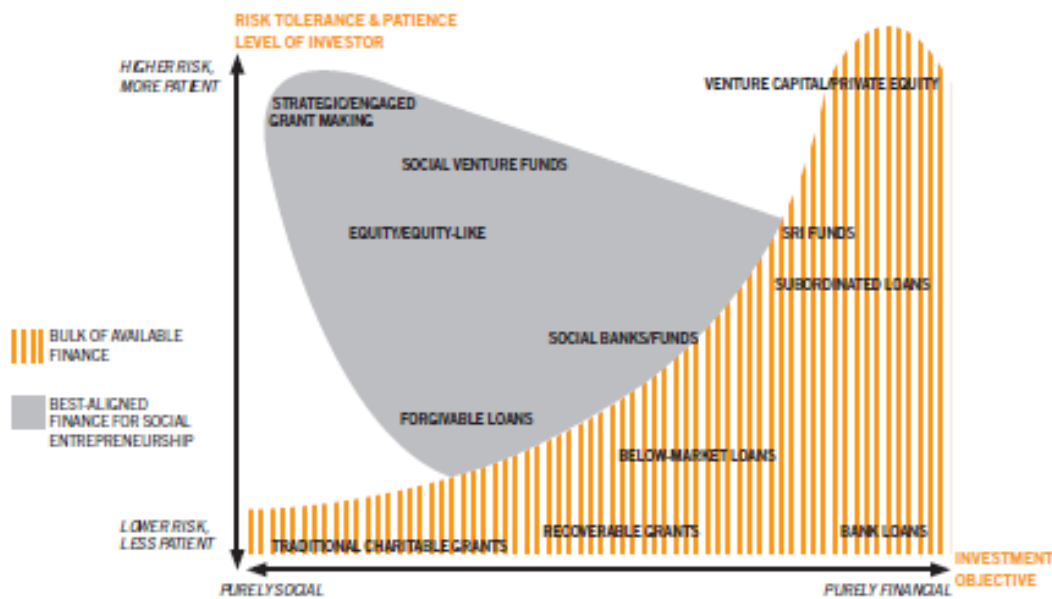 RISK TOLERANCE & PATIENCE
LEVEL OF INVESTOR
HIGHER RISK,
MORE PATIENT
VENTURE CAPITAL/PRIVATE EQUITY
STRATEGIC/ENGAGED
GRANT MAKING
SOCIAL VENTURE FUNDS
EQUITY/EQUITY-LIKE
SRI FUNDS
SUBORDINATED LOANS
BULK OF AVAILABLE
FINANCE
SOCIAL BANKS/FUNDS
BEST-ALIGNED
FINANCE FOR SOCIAL
ENTREPRENEURSHIP
FORGIVABLE LOANS
BELOW-MARKET LOANS
LOWER RISK,
LESS PATIENT
TRADITIONAL CHARITABLE GRANTS
RECOVERABLE GRANTS
BANK LOANS
INVESTMENT
OBJECTIVE
PURELY SOCIAL
PURELY FINANCIAL